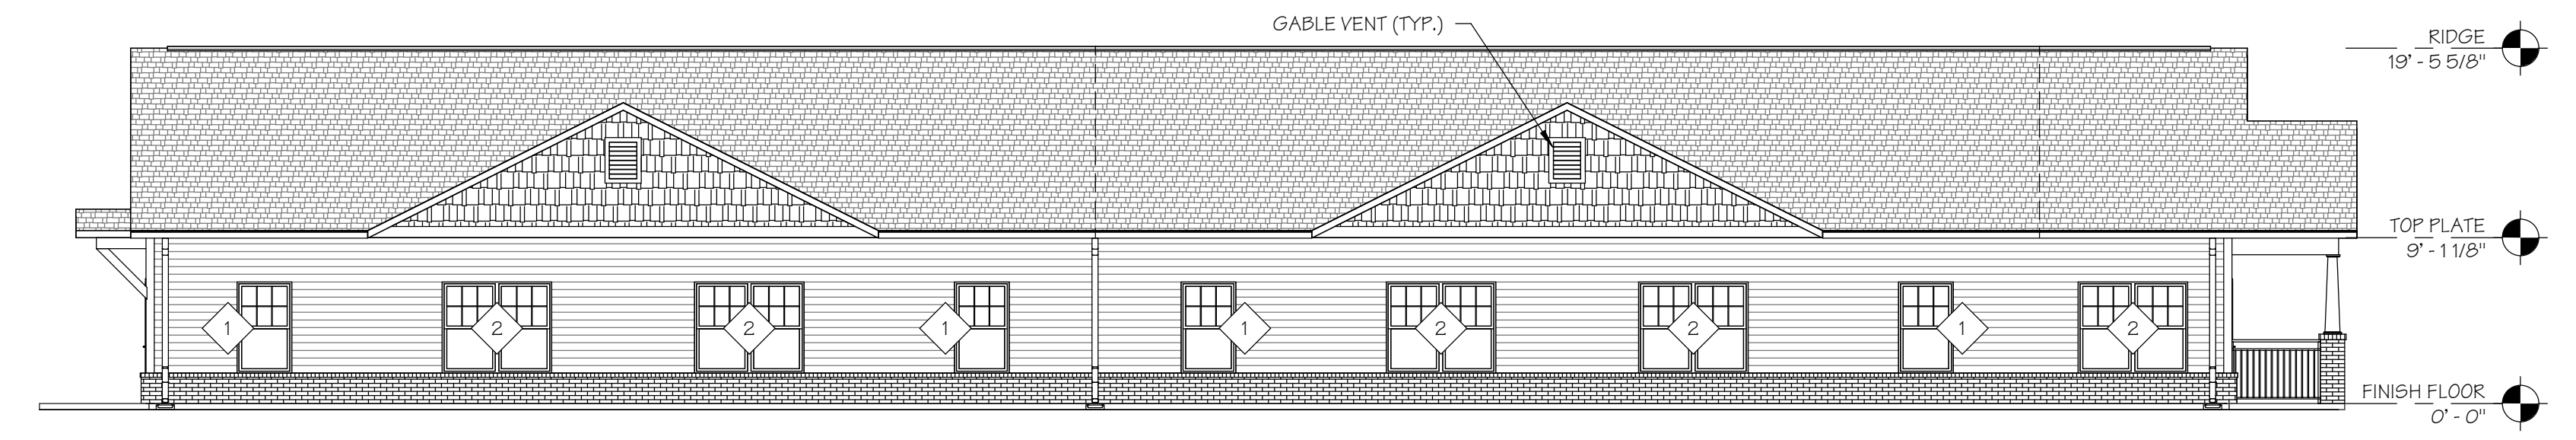 GABLE VENT (TYP.)
RIDGE
19' - 5 5/8"
TOP PLATE
9' - 1 1/8"
1
2
2
1
1
2
2
1
2
FINISH FLOOR
0' - 0"